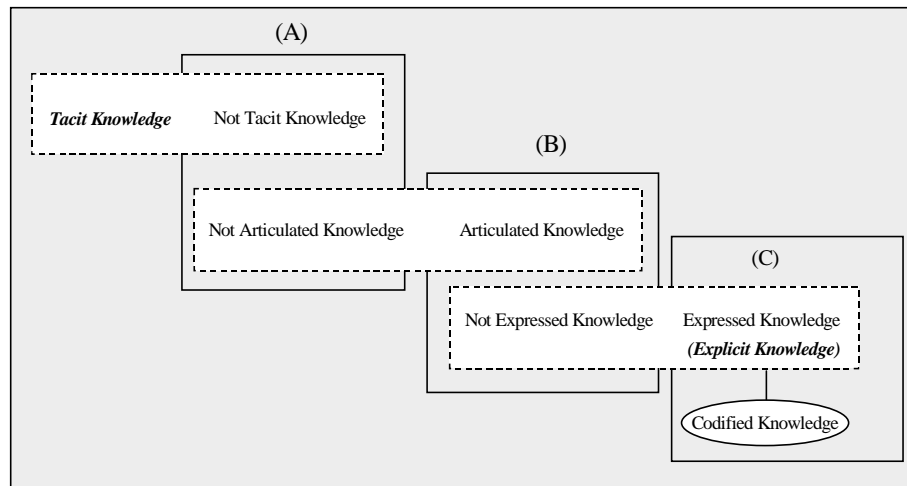 (A)
Tacit Knowledge Not Tacit Knowledge
(B)
Not Articulated Knowledge Articulated Knowledge
(C)
Not Expressed Knowledge Expressed Knowledge
(Explicit Knowledge)
Codified Knowledge